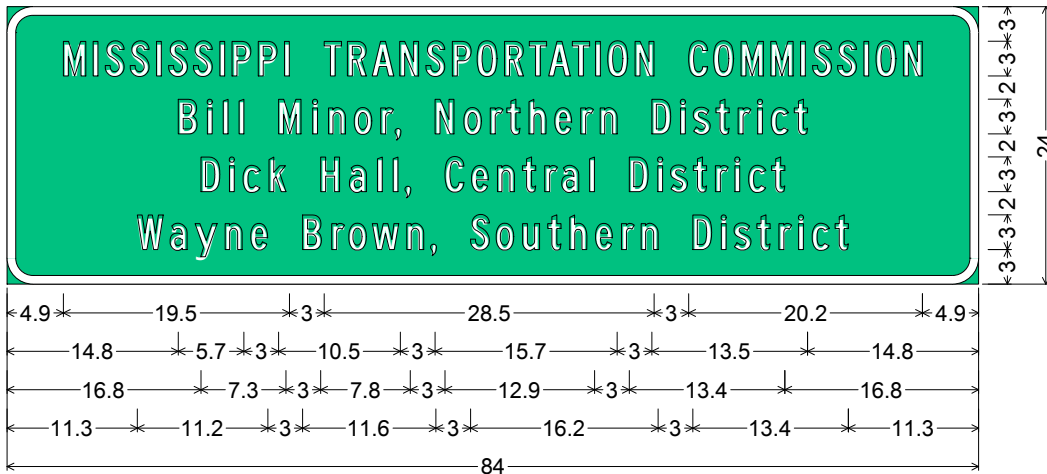 MISSISSIPPI TRANSPORTATION COMMISSION
Bill Minor, Northern District
Dick Hall, Central District
Wayne Brown, Southern District
3
3
2
3
2
3
2
3
3
24
4.9 19.5 3 28.5 3 20.2 4.9
14.8 5.7 3 10.5 3 15.7 3 13.5 14.8
16.8 7.3 3 7.8 3 12.9 3 13.4 16.8
11.3 11.2 3 11.6 3 16.2 3 13.4 11.3
84